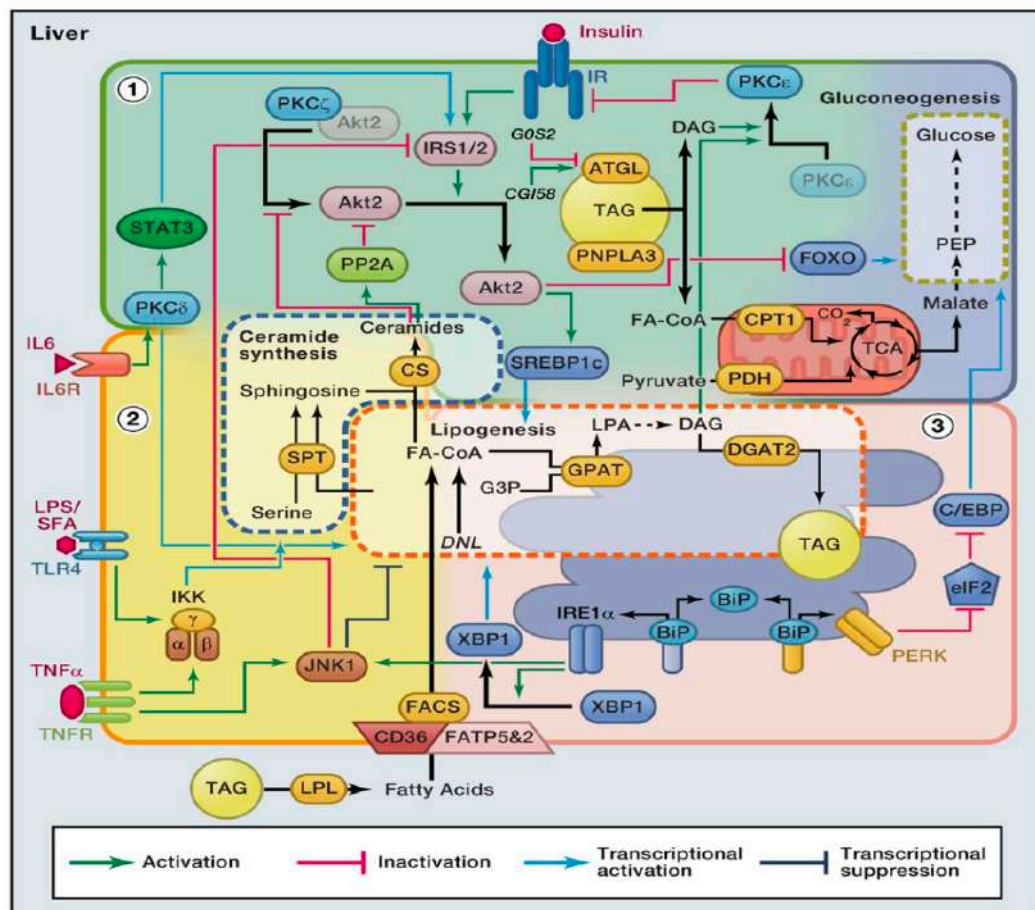 Liver
Insulin
IR
1
PKCζ
Akt2
IRS1/2
G0S2
CGI58
ATGL
TAG
PNPLA3
DAG
PKCε
PKCε
Gluconeogenesis
Glucose
PEP
Malate
STAT3
Akt2
PP2A
Akt2
FOXO
PKCδ
Ceramides
SREBP1c
FA-CoA
CPT1
CO2
TCA
Pyruvate
PDH
IL6
IL6R
Ceramide
synthesis
CS
Sphingosine
2
SPT
Serine
Lipogenesis
FA-CoA
G3P
DNL
GPAT
LPA
DAG
DGAT2
TAG
3
C/EBP
eIF2
LPS/
SFA
TLR4
IKK
γ
α
β
TNFα
TNFR
JNK1
XBP1
IRE1α
BiP
BiP
BiP
PERK
XBP1
FACS
CD36
FATP5&2
TAG
LPL
Fatty Acids
Activation
Inactivation
Transcriptional
activation
Transcriptional
suppression